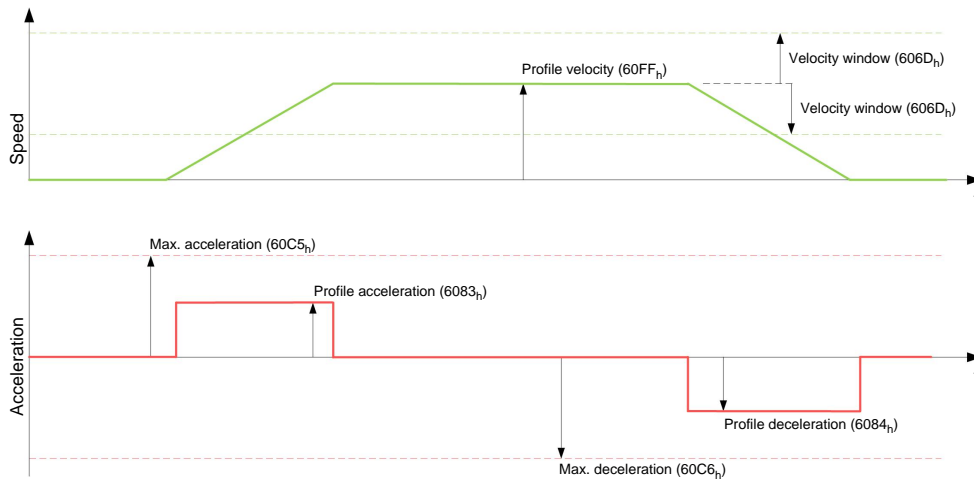 Velocity window (606Dh)
Profile velocity (60FFh)
Velocity window (606Dh)
Speed
Max. acceleration (60C5h)
Profile acceleration (6083h)
Acceleration
Profile deceleration (6084h)
Max. deceleration (60C6h)